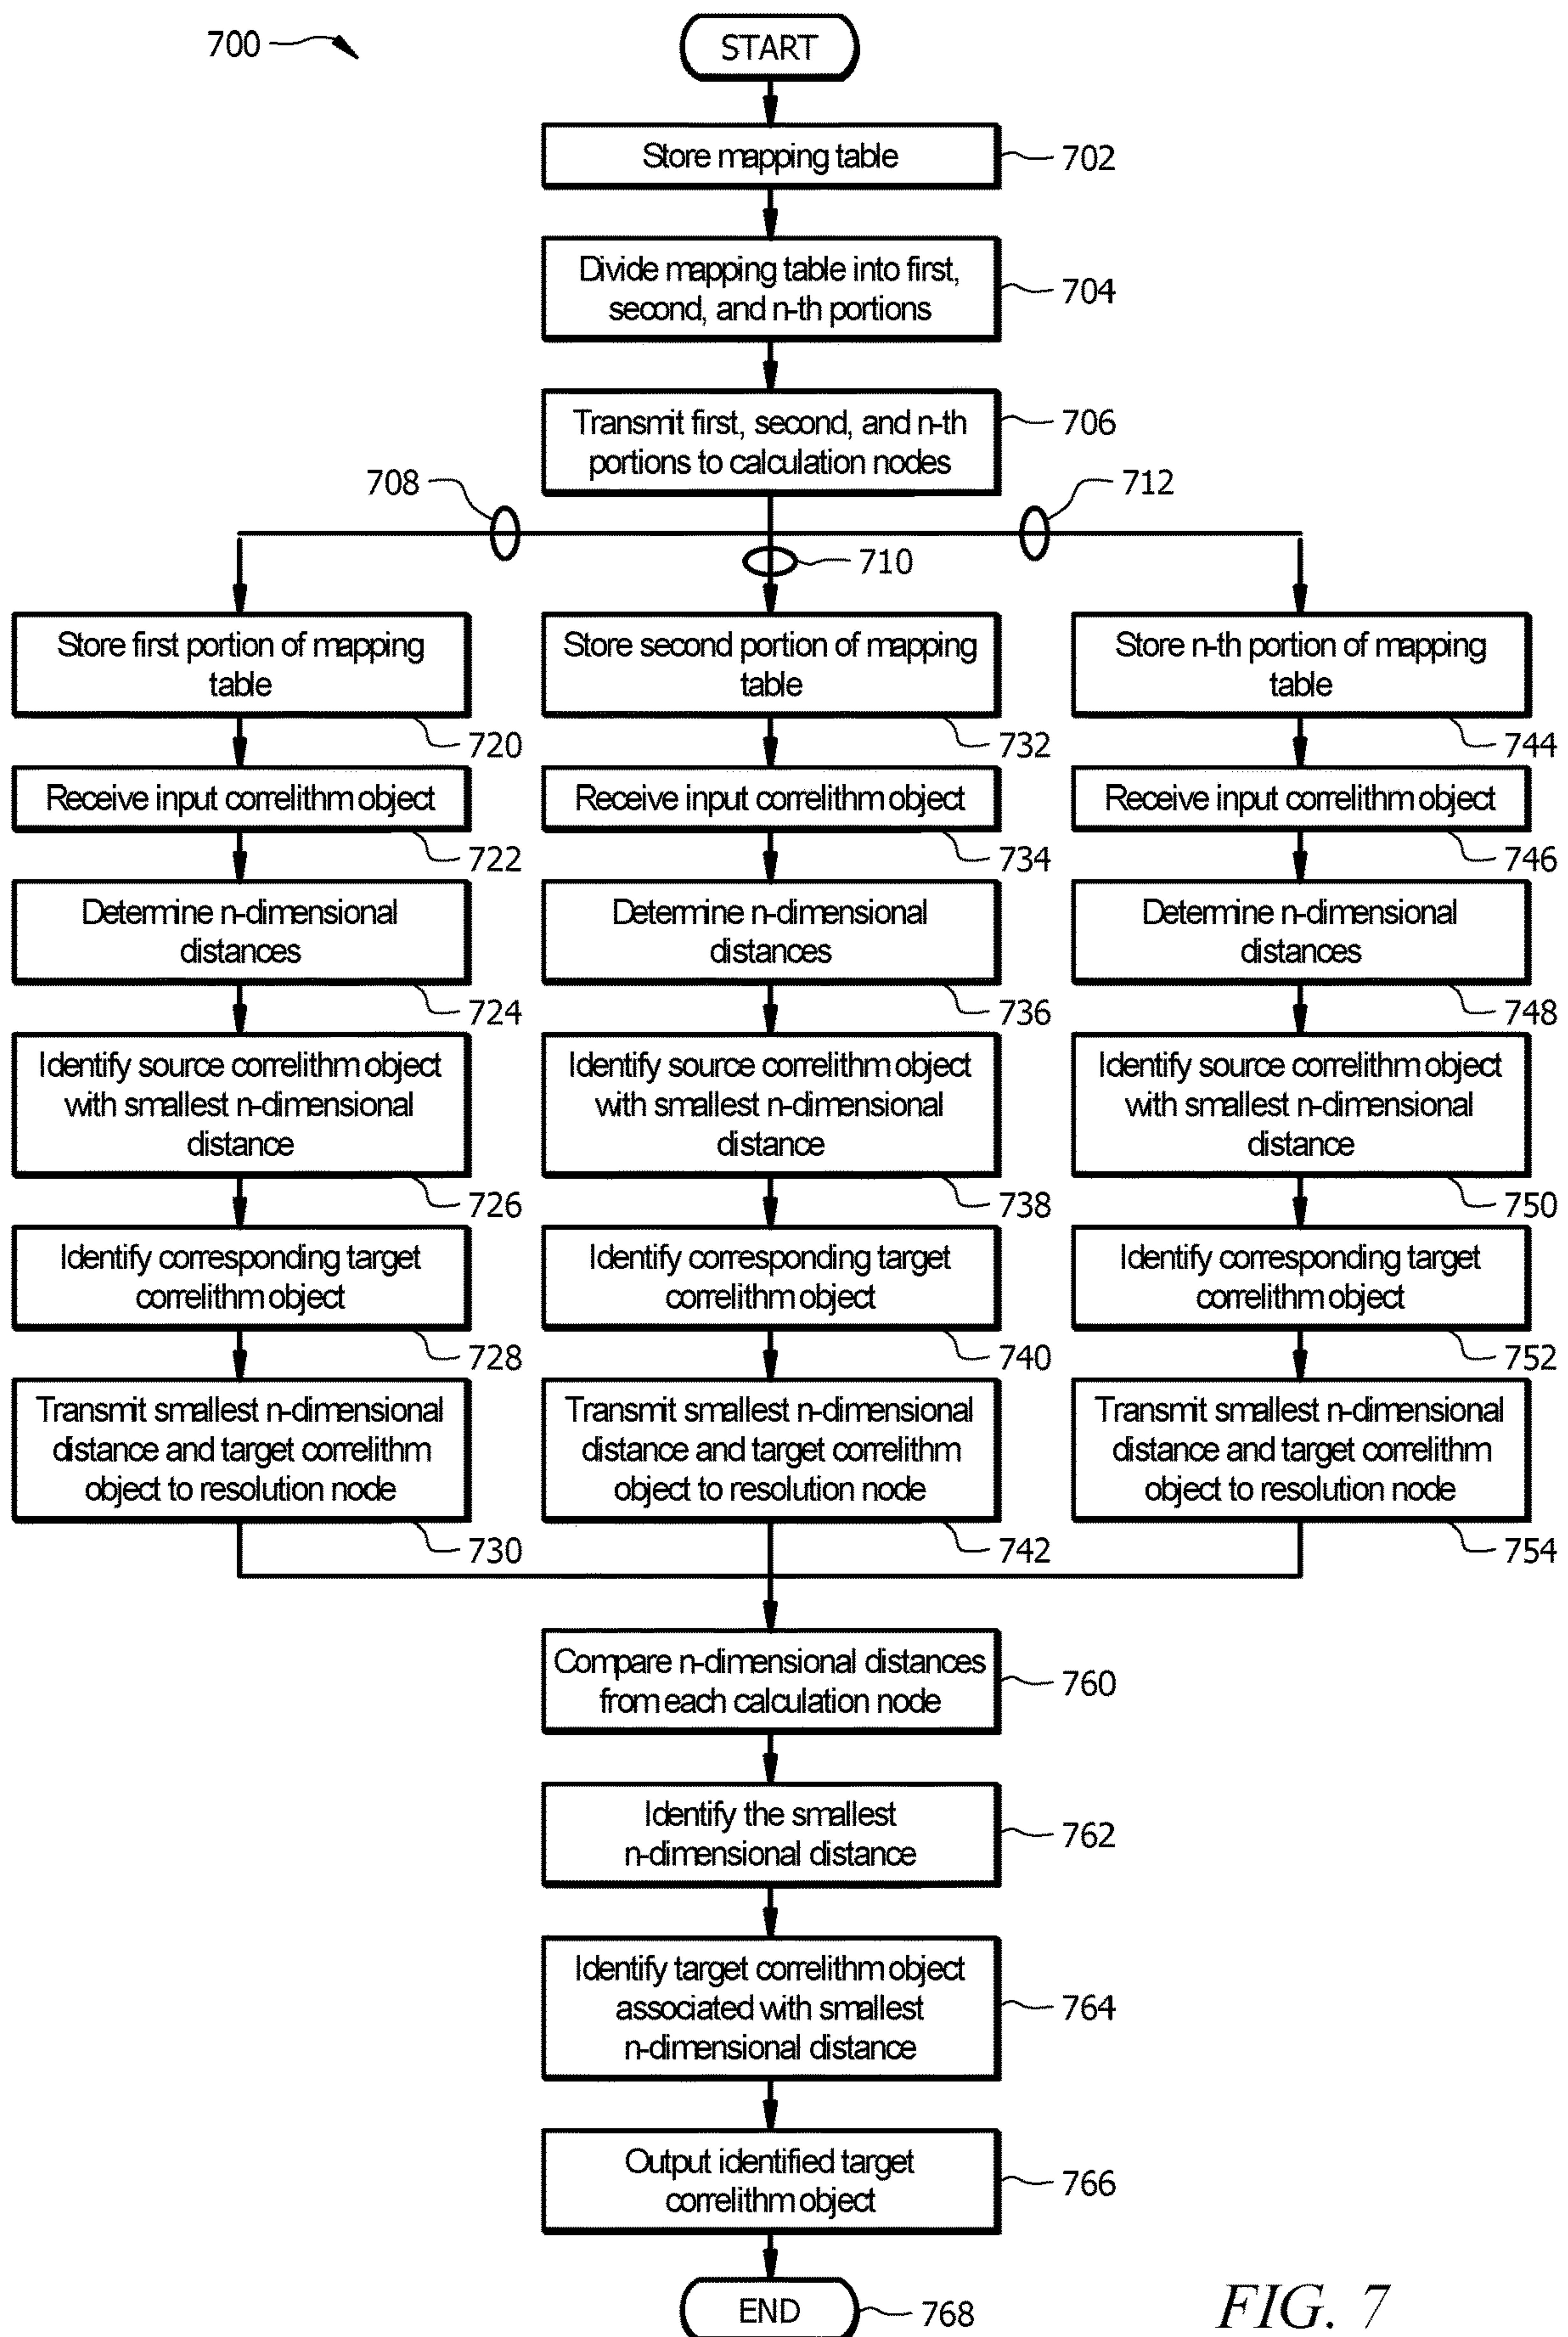 700
START
Store mapping table
702
Divide mapping table into first,
second, and n-th portions
704
Transmit first, second, and n-th
portions to calculation nodes
706
708
710
712
Store first portion of mapping
table
720
Receive input correlithm object
722
Determine n-dimensional
distances
724
Identify source correlithm object
with smallest n-dimensional
distance
726
Identify corresponding target
correlithm object
728
Transmit smallest n-dimensional
distance and target correlithm
object to resolution node
730
Store second portion of mapping
table
732
Receive input correlithm object
734
Determine n-dimensional
distances
736
Identify source correlithm object
with smallest n-dimensional
distance
738
Identify corresponding target
correlithm object
740
Transmit smallest n-dimensional
distance and target correlithm
object to resolution node
742
Store n-th portion of mapping
table
744
Receive input correlithm object
746
Determine n-dimensional
distances
748
Identify source correlithm object
with smallest n-dimensional
distance
750
Identify corresponding target
correlithm object
752
Transmit smallest n-dimensional
distance and target correlithm
object to resolution node
754
Compare n-dimensional distances
from each calculation node
760
Identify the smallest
n-dimensional distance
762
Identify target correlithm object
associated with smallest
n-dimensional distance
764
Output identified target
correlithm object
766
END
768
FIG. 7